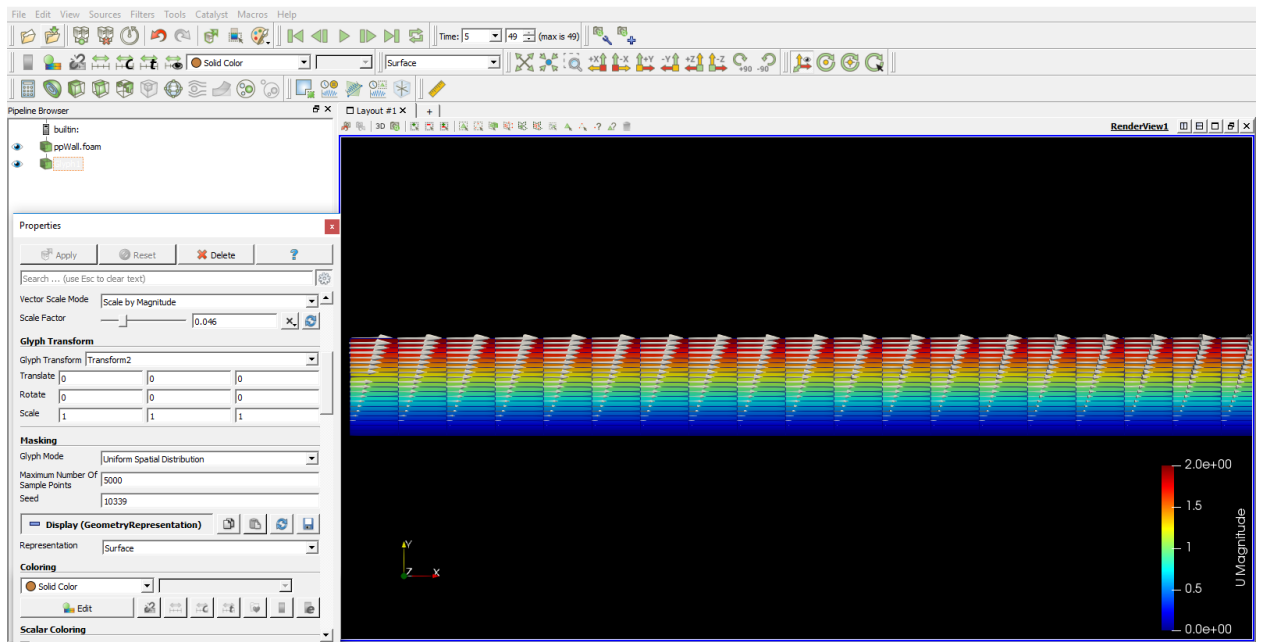 File Edit View Sources Filters Tools Catalyst Macros Help
Time: 5 49 (max is 49)
Solid Color Surface +X -X +Y -Y +Z -Z +90 -90
Pipeline Browser Layout #1 +
builtin: 3D RenderView1
ppWall.foam
Properties
Apply Reset Delete ?
Search ... (use Esc to clear text)
Vector Scale Mode Scale by Magnitude
Scale Factor 0.046
Glyph Transform
Glyph Transform Transform2
Translate 0 0 0
Rotate 0 0 0
Scale 1 1 1
Masking
Glyph Mode Uniform Spatial Distribution
Maximum Number Of
Sample Points 5000
Seed 10339
Display (GeometryRepresentation)
Representation Surface
Coloring
Solid Color
Edit
Scalar Coloring
Y
Z X
2.0e+00
1.5
1
0.5
0.0e+00
U Magnitude